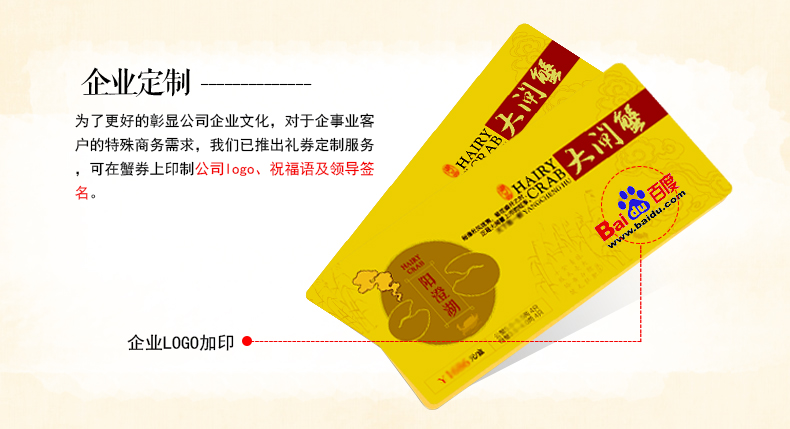 企业定制
为了更好的彰显公司企业文化，对于企事业客
户的特殊商务需求，我们已推出礼券定制服务
，可在蟹券上印制公司logo、祝福语及领导签
名。
企业LOGO加印
大闸蟹
HAIRY
CRAB
大闸蟹
HAIRY
CRAB
YANGCHENG HU
Bai du 百度
www.baidu.com
HAIRY
CRAB
阳澄湖